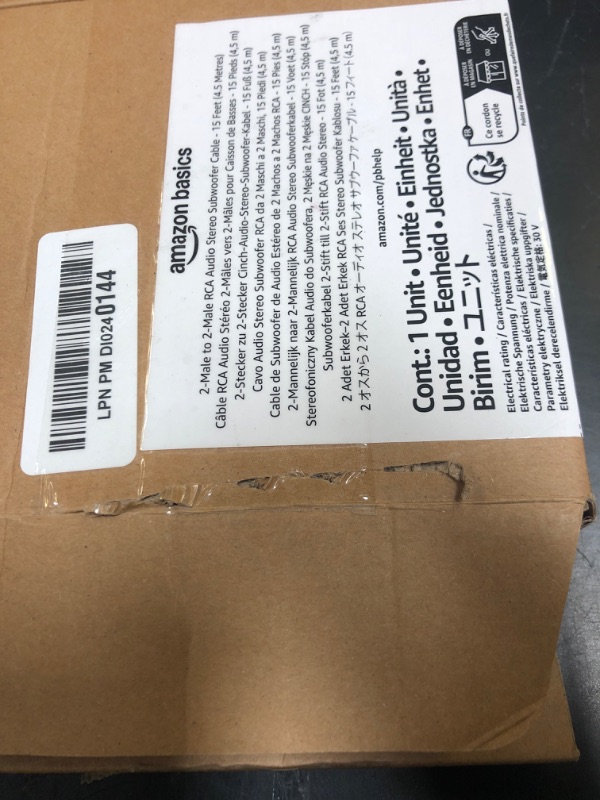 LPN PM DI0240144
amazon basics
2-Male to 2-Male RCA Audio Stereo Subwoofer Cable - 15 Feet (4.5 Metres)
Câble RCA Audio Stéréo 2-Mâles vers 2-Mâles pour Caisson de Basses - 15 Pieds (4,5 m)
2-Stecker zu 2-Stecker Cinch-Audio-Stereo-Subwoofer-Kabel - 15 Fuß (4,5 m)
Cavo Audio Stereo Subwoofer RCA da 2 Maschi a 2 Maschi, 15 Piedi (4,5 m)
Cable de Subwoofer de Audio Estéreo de 2 Machos a 2 Machos RCA - 15 Pies (4,5 m)
2-Mannelijk naar 2-Mannelijk RCA Audio Stereo Subwooferkabel - 15 Voet (4,5 m)
Stereofoniczny Kabel Audio do Subwoofera, 2 Męskie na 2 Męskie CINCH - 15 Stóp (4,5 m)
Subwooferkabel 2-Stift till 2-Stift RCA Audio Stereo - 15 Fot (4,5 m)
2 Adet Erkek-2 Adet Erkek RCA Ses Stereo Subwoofer Kablosu - 15 Feet (4,5 m)
2 オスから 2 オス RCA オーディオ ステレオ サブウーファ ケーブル - 15 フィート (4.5 m)
amazon.com/pbhelp
Cont: 1 Unit • Unité • Einheit • Unità •
Unidad • Eenheid • Jednostka • Enhet •
Birim • ユニット
Electrical rating / Caractéristiques électriques /
Elektrische Spannung / Potenza elettrica nominale /
Características eléctricas / Elektrische specificaties /
Parametry elektryczne / Elektriska uppgifter /
Elektriksel derecelendirme / 電気定格: 30 V
FR
Ce cordon
se recycle
À DÉPOSER
EN MAGASIN
OU
À DÉPOSER
EN DÉCHÈTERIE